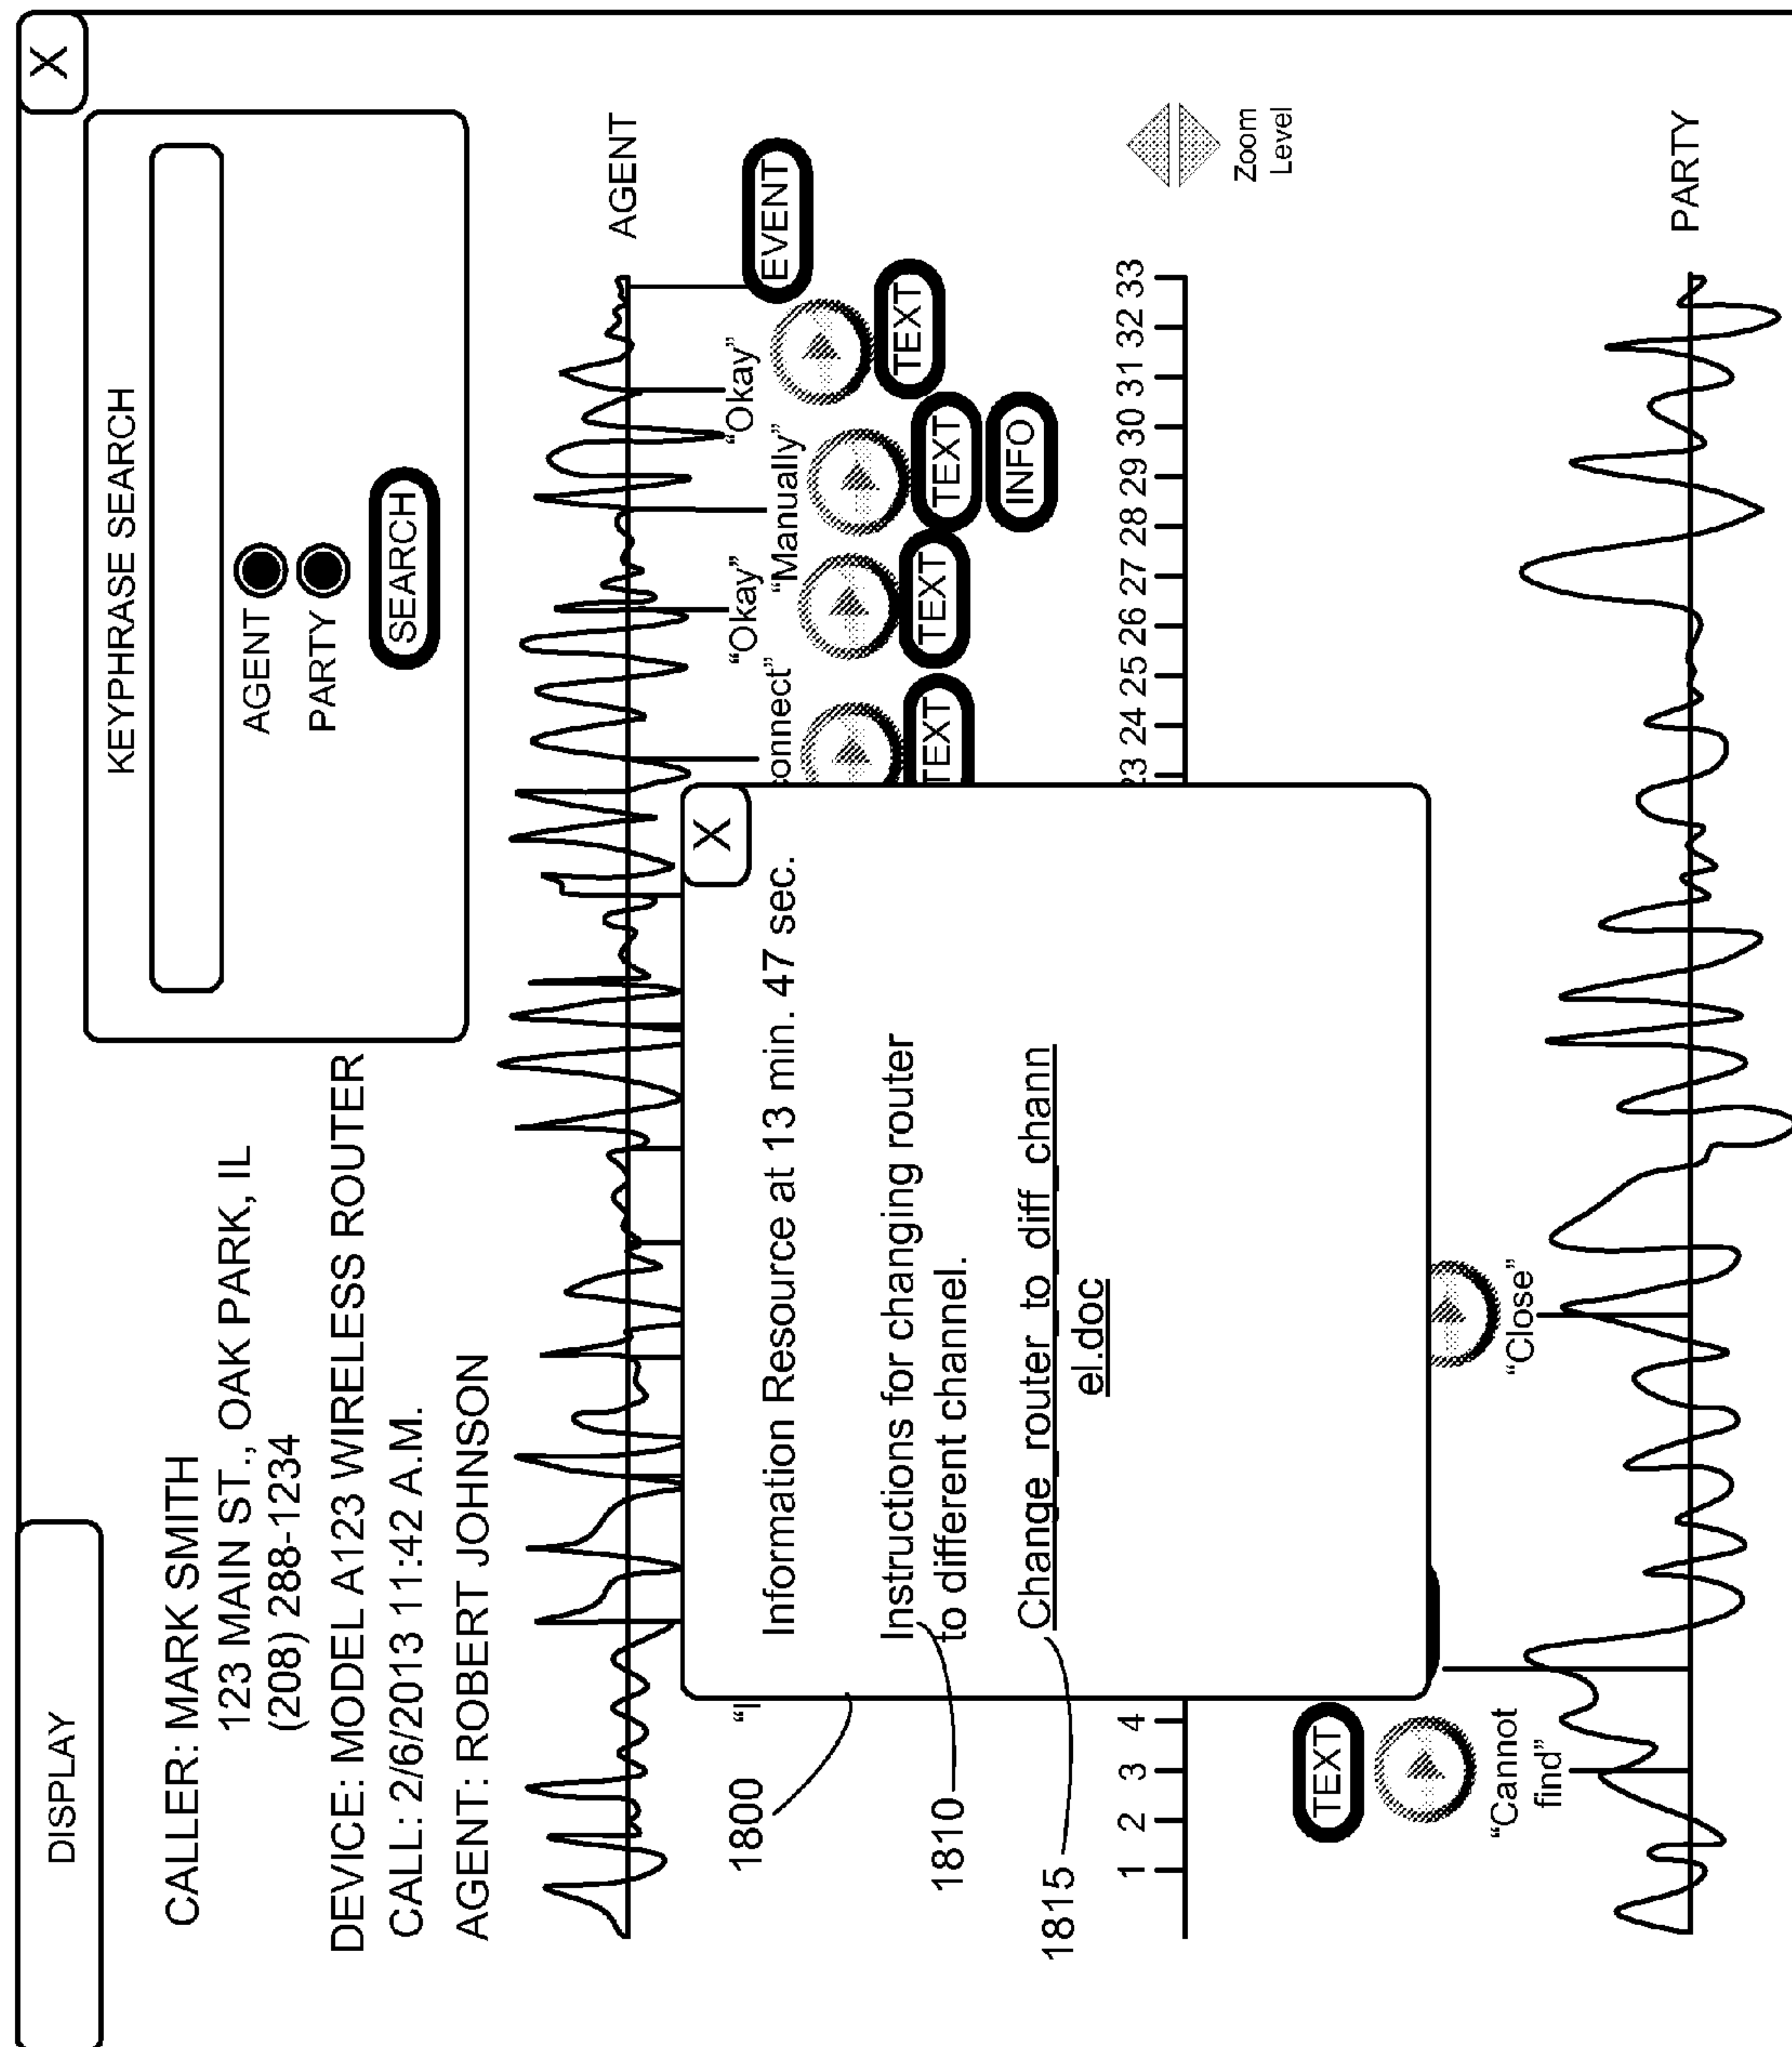 DISPLAY
X
CALLER: MARK SMITH
123 MAIN ST., OAK PARK, IL
(208) 288-1234
DEVICE: MODEL A123 WIRELESS ROUTER
CALL: 2/6/2013 11:42 A.M.
AGENT: ROBERT JOHNSON
KEYPHRASE SEARCH
AGENT
PARTY
SEARCH
AGENT
1800
“I
X
Information Resource at 13 min. 47 sec.
1810
Instructions for changing router
to different channel.
1815
Change_router_to_diff_chann
el.doc
onnect”
TEXT
“Okay”
TEXT
“Manually”
TEXT
INFO
“Okay”
TEXT
EVENT
1 2 3 4 23 24 25 26 27 28 29 30 31 32 33
Zoom
Level
TEXT
“Cannot
find”
“Close”
PARTY